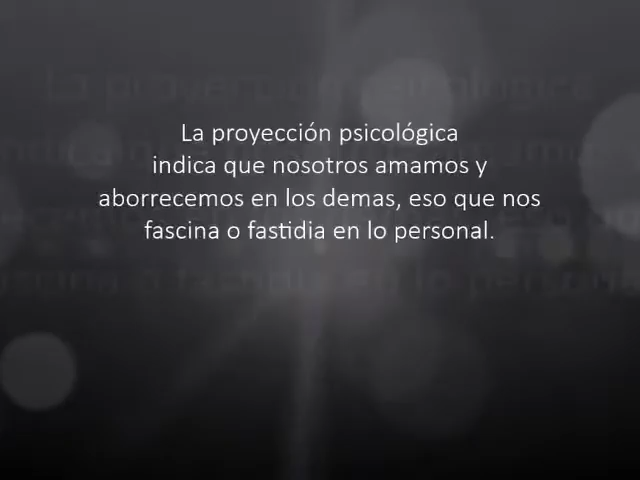 La proyección psicológica
indica que nosotros amamos y
aborrecemos en los demas, eso que nos
fascina o fastidia en lo personal.